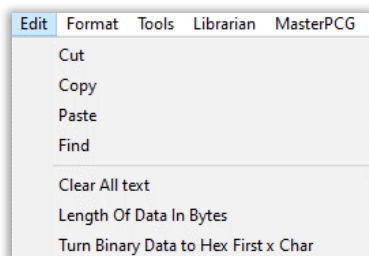 Edit Format Tools Librarian MasterPCG
Cut
Copy
Paste
Find
Clear All text
Length Of Data In Bytes
Turn Binary Data to Hex First x Char